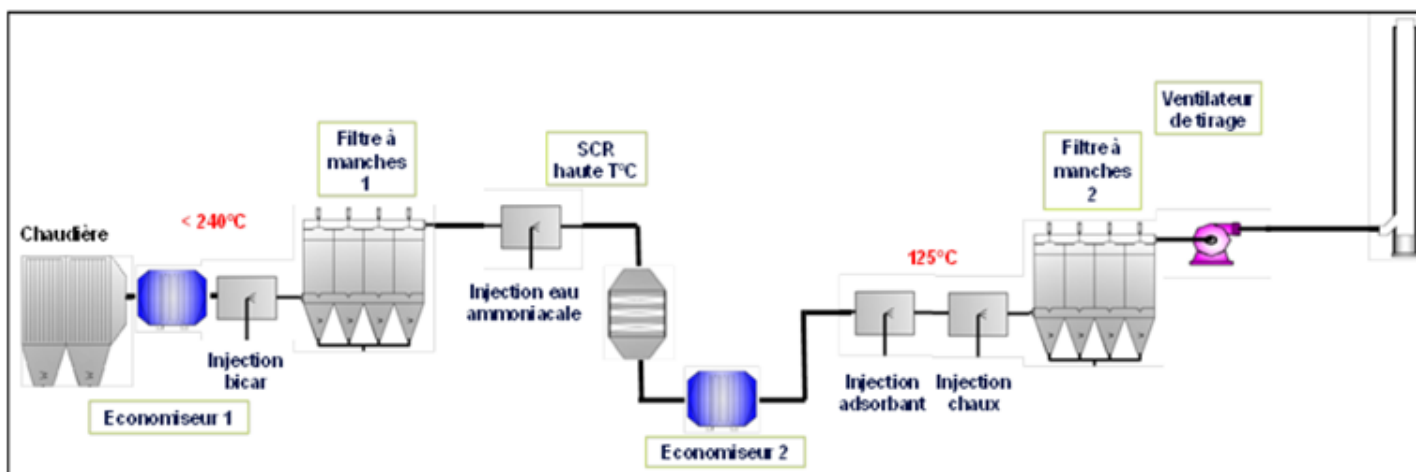 Chaudière
< 240°C
Filtre à
manches
1
SCR
haute T°C
125°C
Filtre à
manches
2
Ventilateur
de tirage
Injection
bicar
Injection eau
ammoniacale
Injection
adsorbant
Injection
chaux
Economiseur 1
Economiseur 2